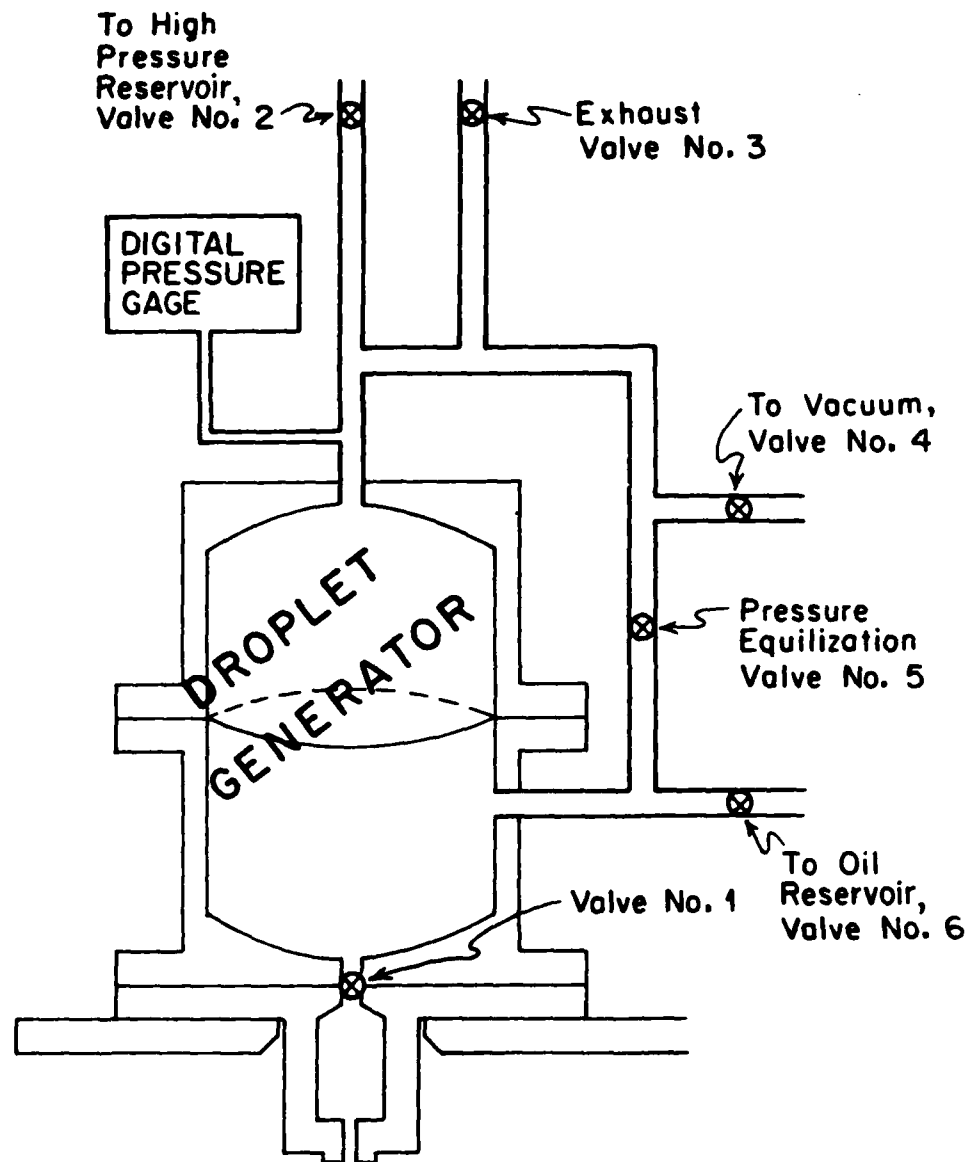 To High
Pressure
Reservoir,
Valve No. 2
Exhaust
Valve No. 3
DIGITAL
PRESSURE
GAGE
To Vacuum,
Valve No. 4
DROPLET
GENERATOR
Pressure
Equilization
Valve No. 5
Valve No. 1
To Oil
Reservoir,
Valve No. 6